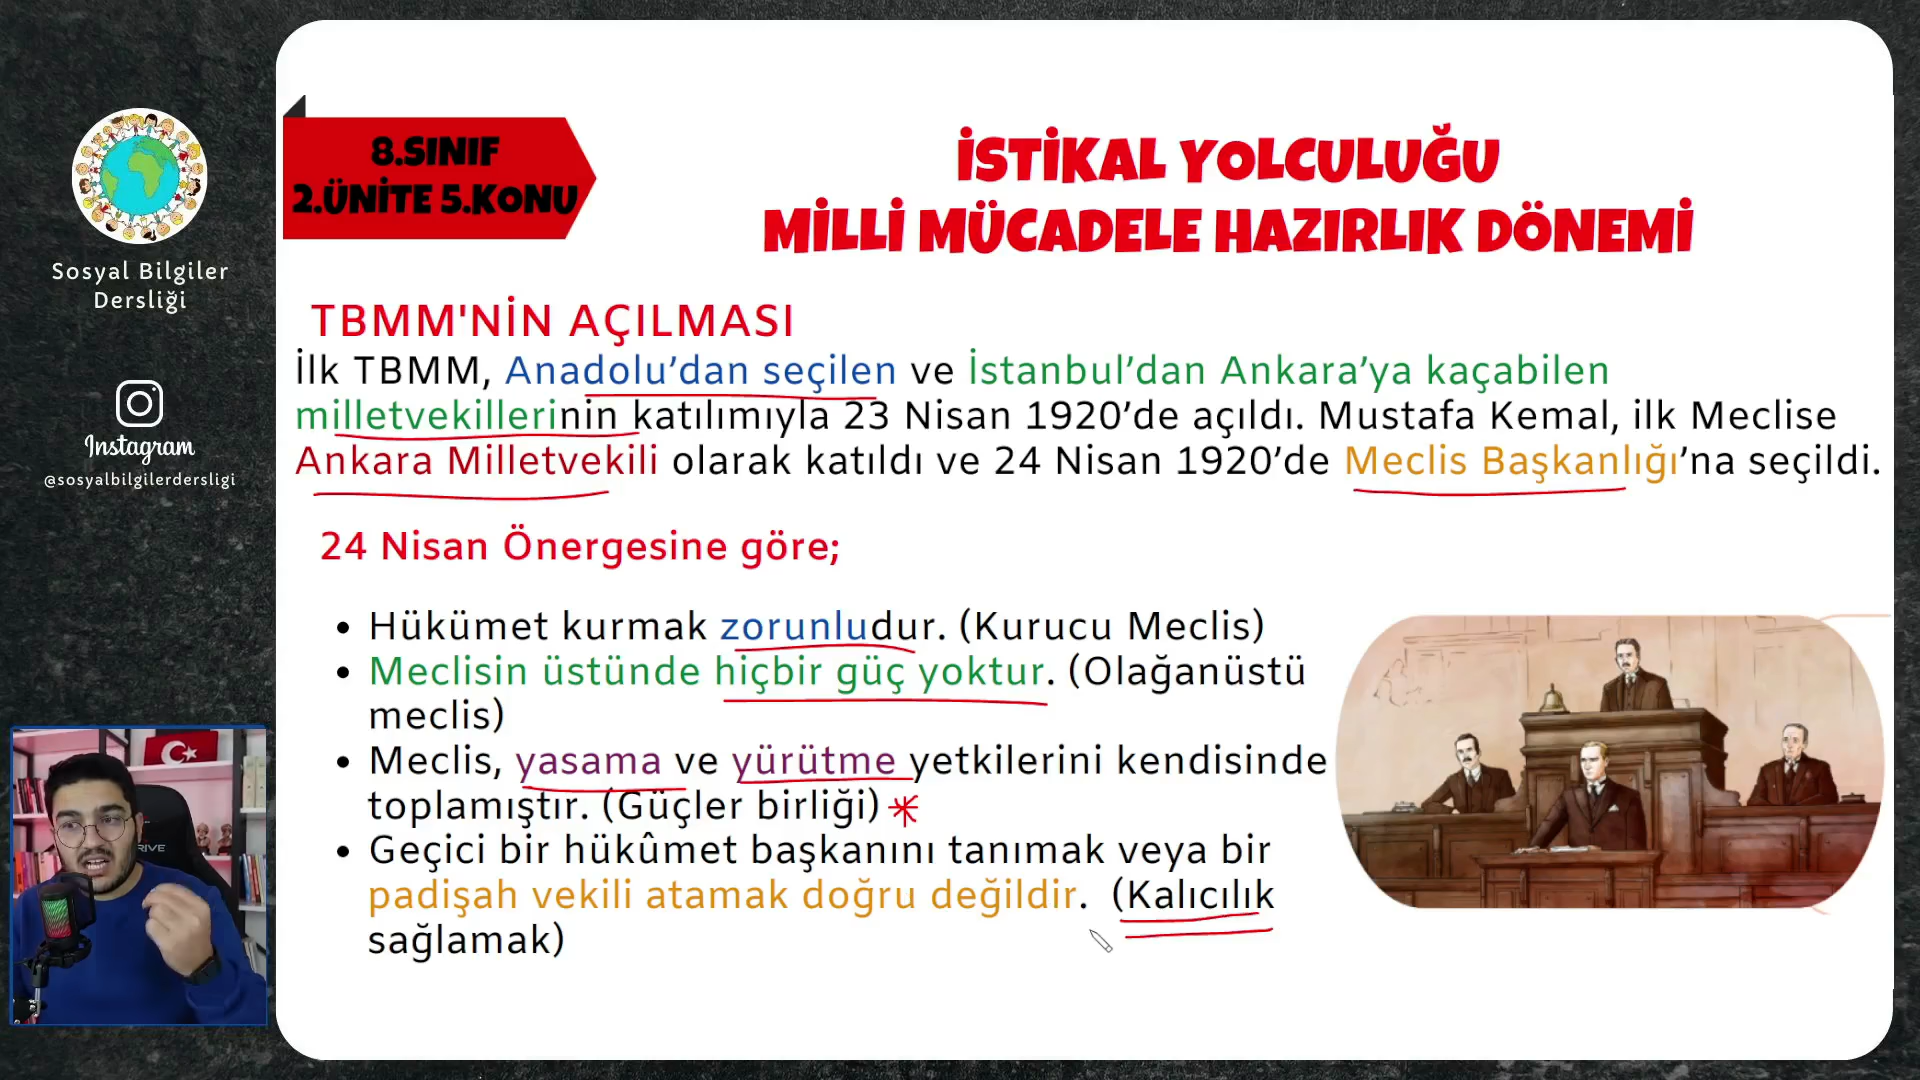 8.SINIF
2.ÜNİTE 5.KONU
İSTİKAL YOLCULUĞU
MİLLİ MÜCADELE HAZIRLIK DÖNEMİ
Sosyal Bilgiler
Dersliği
Instagram
@sosyalbilgilerdersligi
TBMM'NİN AÇILMASI
İlk TBMM, Anadolu’dan seçilen ve İstanbul’dan Ankara’ya kaçabilen
milletvekillerinin katılımıyla 23 Nisan 1920’de açıldı. Mustafa Kemal, ilk Meclise
Ankara Milletvekili olarak katıldı ve 24 Nisan 1920’de Meclis Başkanlığı’na seçildi.
24 Nisan Önergesine göre;
• Hükümet kurmak zorunludur. (Kurucu Meclis)
• Meclisin üstünde hiçbir güç yoktur. (Olağanüstü
meclis)
• Meclis, yasama ve yürütme yetkilerini kendisinde
toplamıştır. (Güçler birliği)
• Geçici bir hükûmet başkanını tanımak veya bir
padişah vekili atamak doğru değildir. (Kalıcılık
sağlamak)